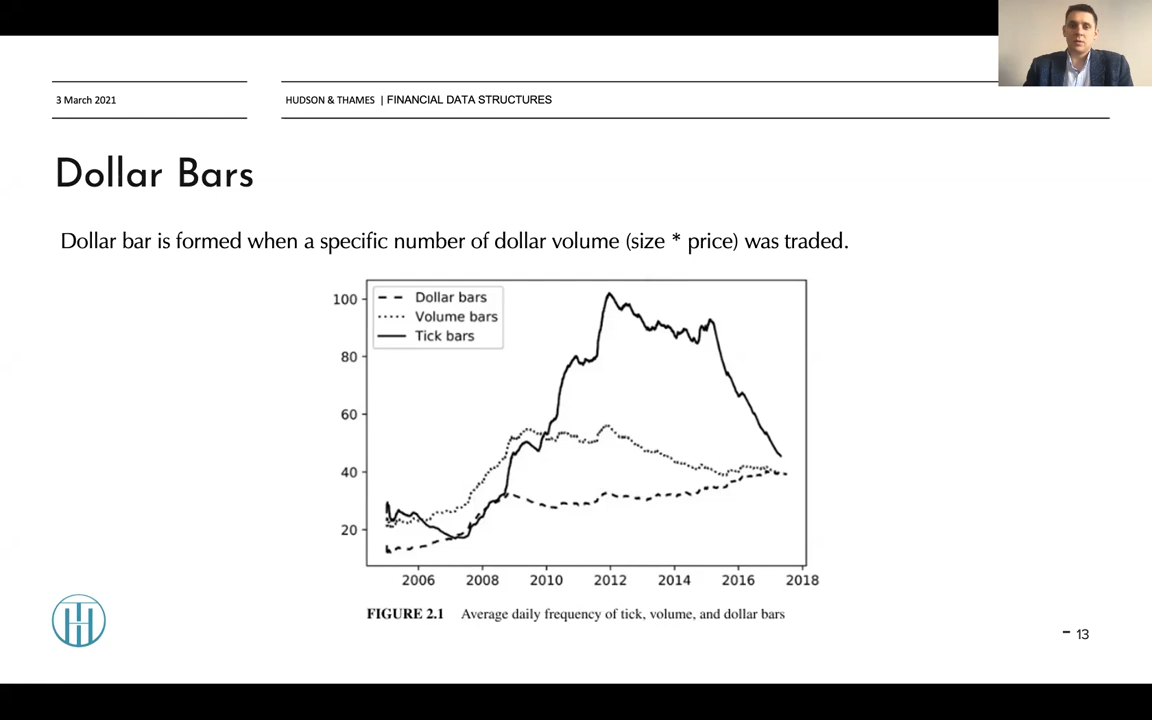 3 March 2021
HUDSON & THAMES | FINANCIAL DATA STRUCTURES
Dollar Bars
Dollar bar is formed when a specific number of dollar volume (size * price) was traded.
Dollar bars
Volume bars
Tick bars
100
80
60
40
20
2006 2008 2010 2012 2014 2016 2018
FIGURE 2.1 Average daily frequency of tick, volume, and dollar bars
– 13